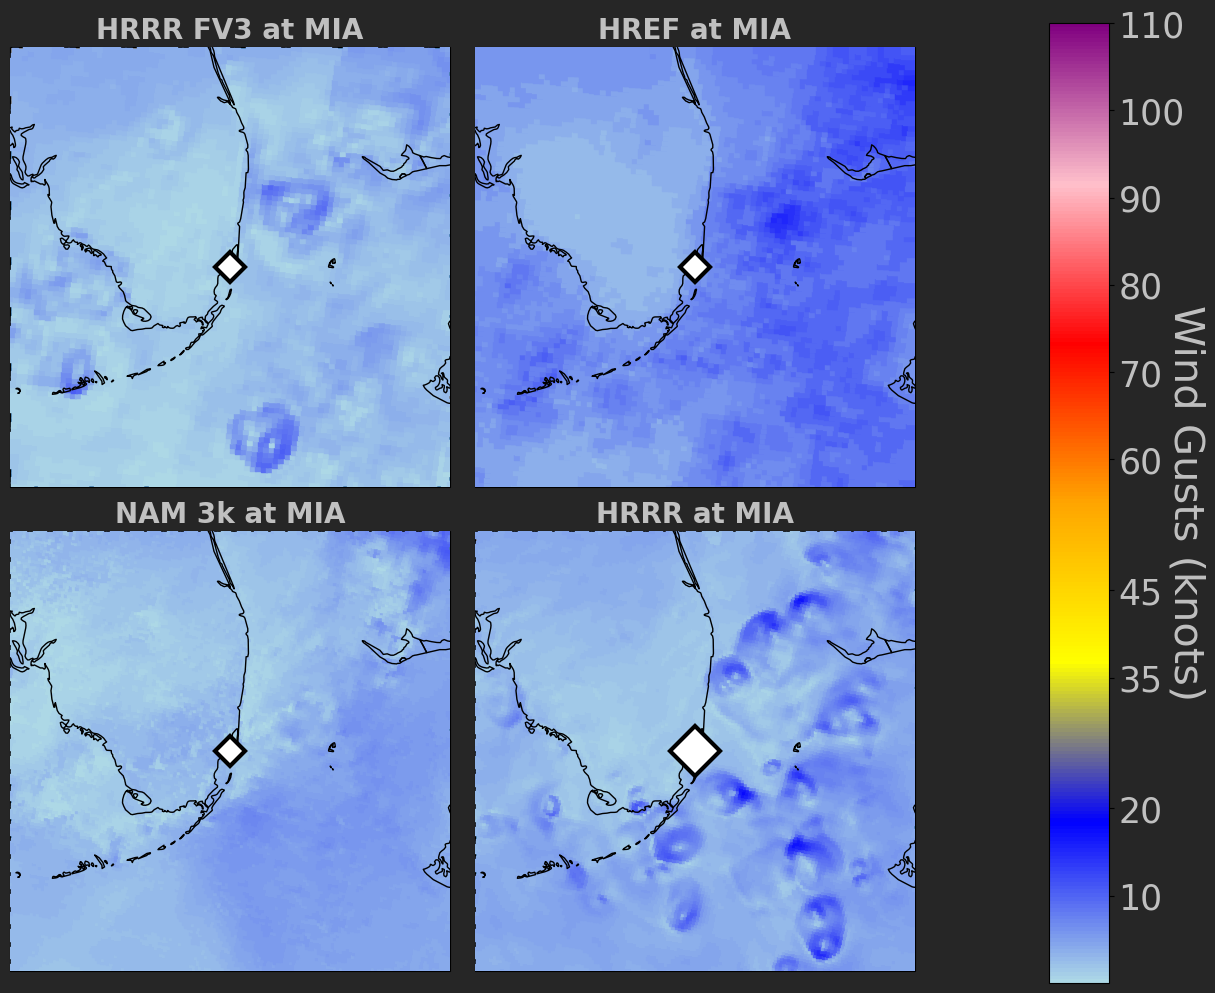 HRRR FV3 at MIA
HREF at MIA
NAM 3k at MIA
HRRR at MIA
110
100
90
80
70
60
45
35
20
10
Wind Gusts (knots)